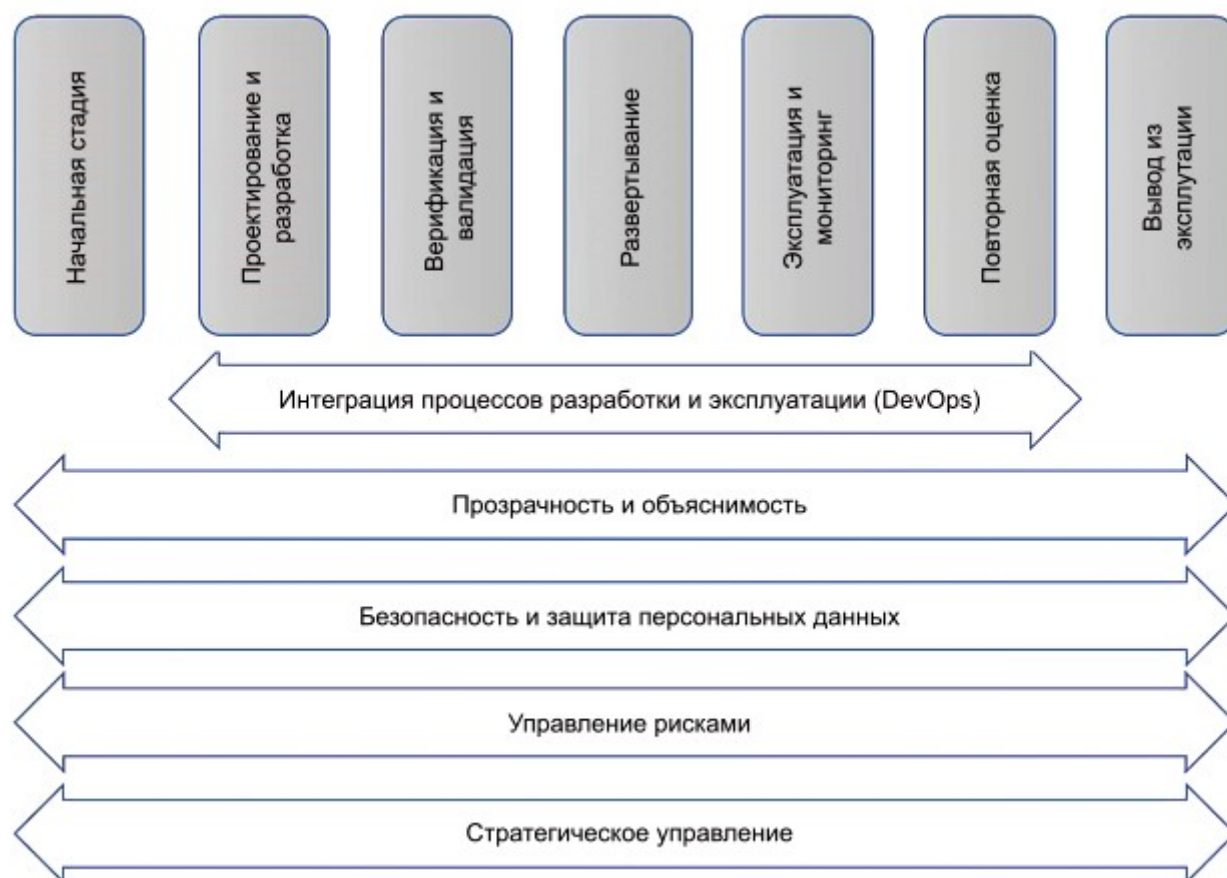 Начальная стадия
Проектирование и
разработка
Верификация и
валидация
Развертывание
Эксплуатация и
мониторинг
Повторная оценка
Вывод из
эксплутации
Интеграция процессов разработки и эксплуатации (DevOps)
Прозрачность и объяснимость
Безопасность и защита персональных данных
Управление рисками
Стратегическое управление